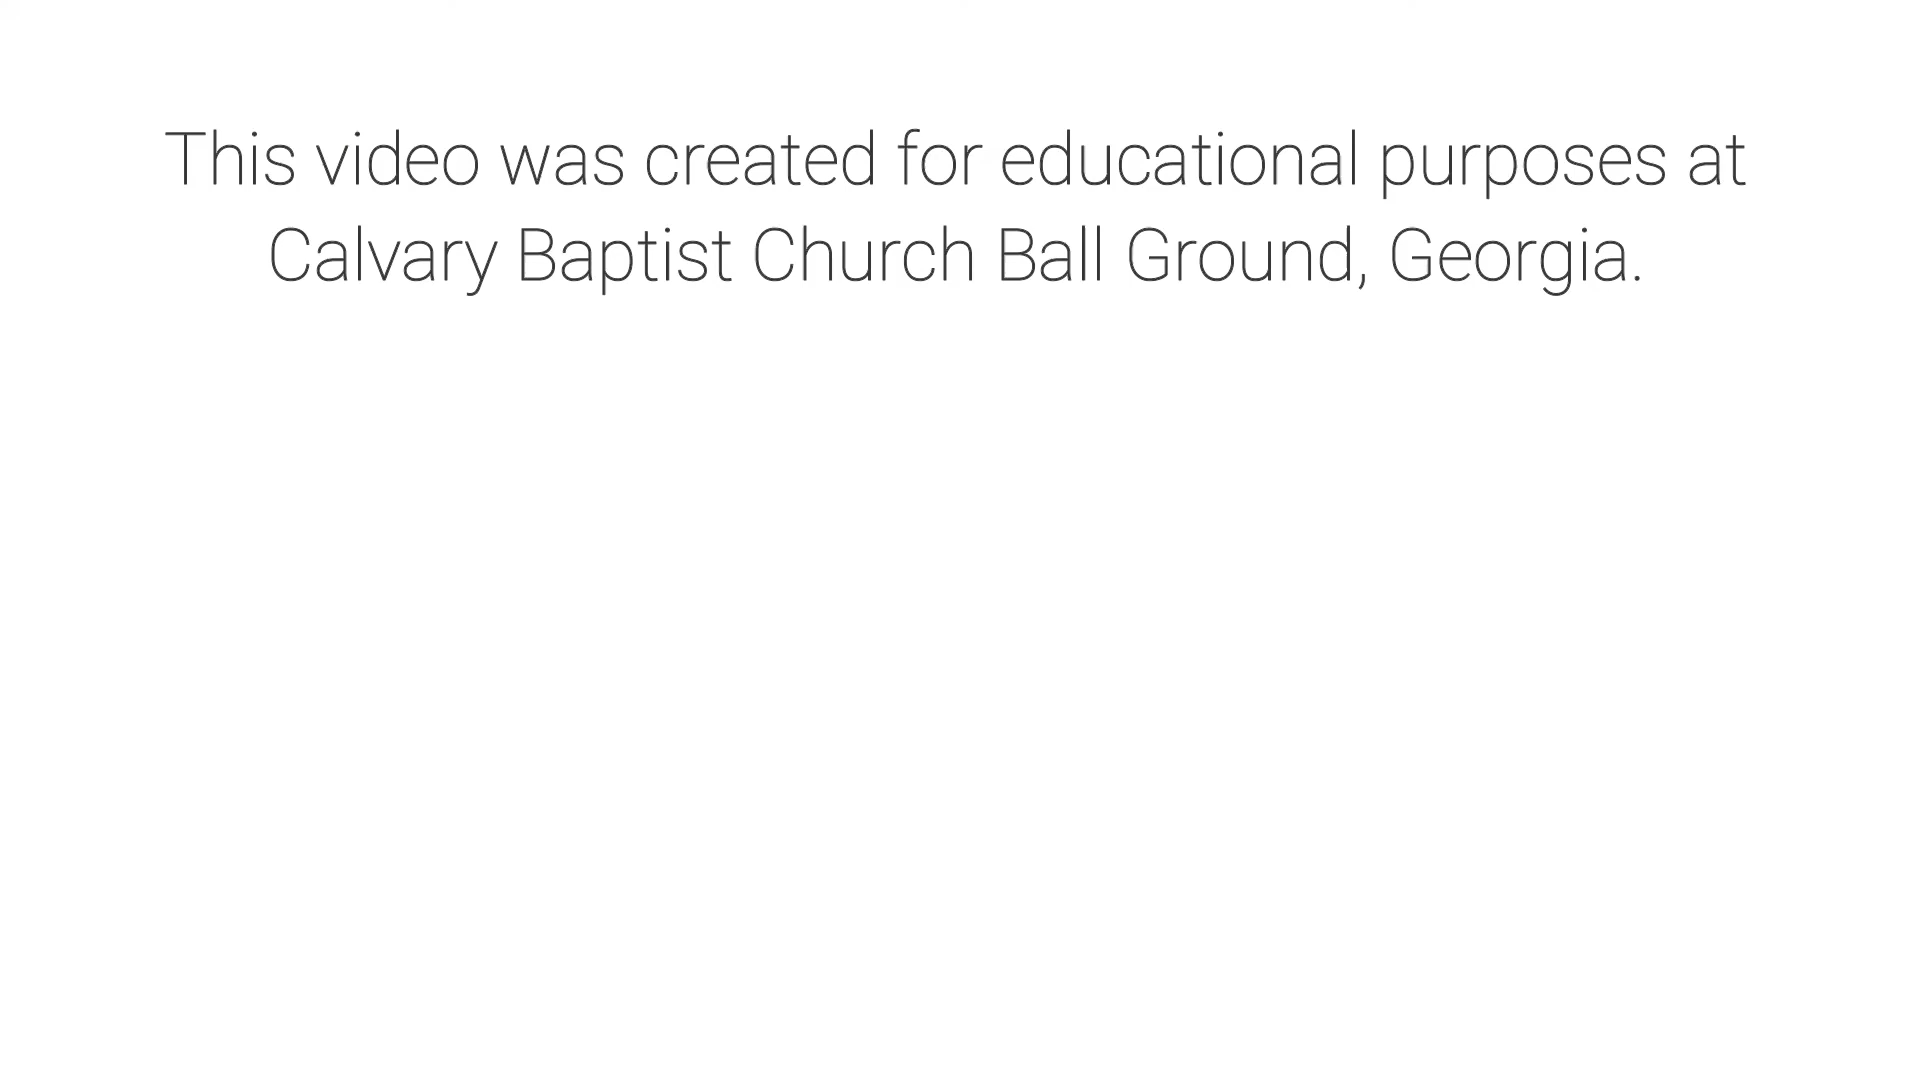 This video was created for educational purposes at
Calvary Baptist Church Ball Ground, Georgia.